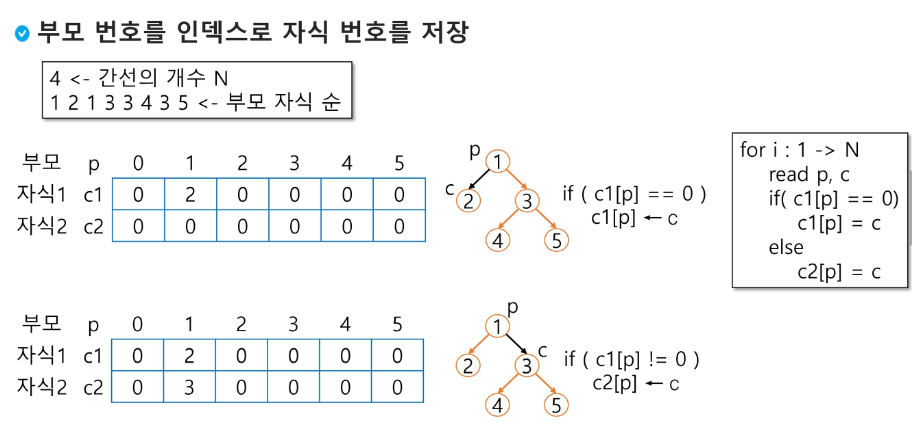 부모 번호를 인덱스로 자식 번호를 저장
4 <- 간선의 개수 N
1 2 1 3 3 4 3 5 <- 부모 자식 순
부모 p 0 1 2 3 4 5
자식1 c1 0 2 0 0 0 0
자식2 c2 0 0 0 0 0 0
p
1
c
2 3
4 5
if ( c1[p] == 0 )
c1[p] ← c
for i : 1 -> N
read p, c
if( c1[p] == 0)
c1[p] = c
else
c2[p] = c
부모 p 0 1 2 3 4 5
자식1 c1 0 2 0 0 0 0
자식2 c2 0 3 0 0 0 0
p
1
c
2 3
4 5
if ( c1[p] != 0 )
c2[p] ← c